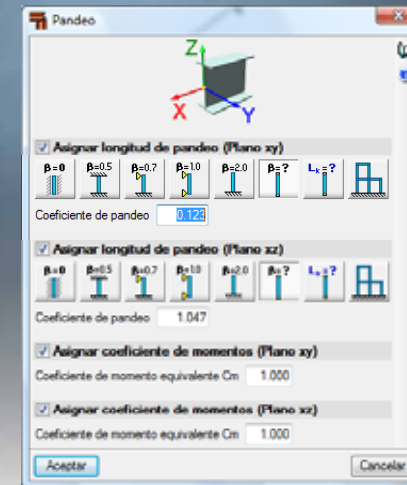 Pandeo
Z
X
Y
Asignar longitud de pandeo (Plano xy)
β=0 β=0.5 β=0.7 β=1.0 β=2.0 β=? Lk=?
Coeficiente de pandeo 0.123
Asignar longitud de pandeo (Plano xz)
β=0 β=0.5 β=0.7 β=1.0 β=2.0 β=? Lk=?
Coeficiente de pandeo 1.047
Asignar coeficiente de momentos (Plano xy)
Coeficiente de momento equivalente Cm 1.000
Asignar coeficiente de momentos (Plano xz)
Coeficiente de momento equivalente Cm 1.000
Aceptar Cancelar